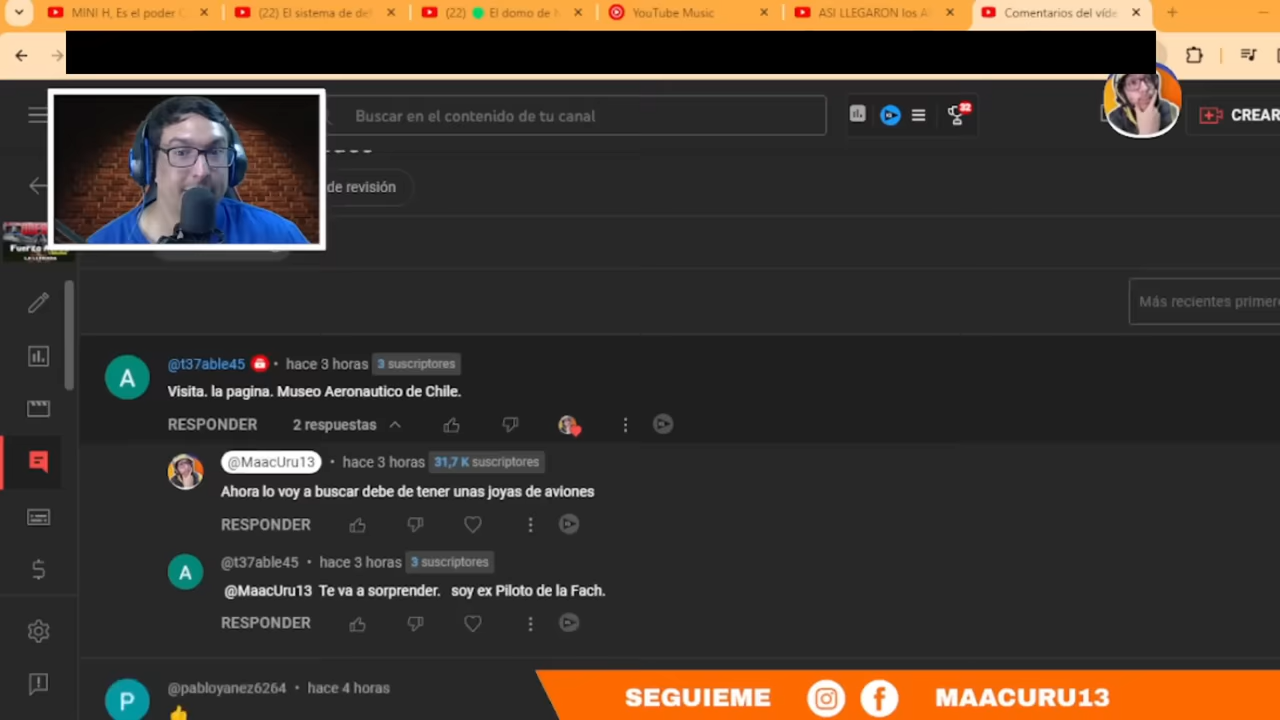 MINI H, Es el poder
(22) El sistema de def
(22) El domo de
YouTube Music
ASI LLEGARON los A
Comentarios del víde
Buscar en el contenido de tu canal
32
CREAR
de revisión
Más recientes primero
A
@t37able45 • hace 3 horas 3 suscriptores
Visita. la pagina. Museo Aeronautico de Chile.
RESPONDER 2 respuestas
@MaacUru13 • hace 3 horas 31,7 K suscriptores
Ahora lo voy a buscar debe de tener unas joyas de aviones
RESPONDER
A
@t37able45 • hace 3 horas 3 suscriptores
@MaacUru13 Te va a sorprender. soy ex Piloto de la Fach.
RESPONDER
P
@pabloyanez6264 • hace 4 horas
SEGUIEME MAACURU13